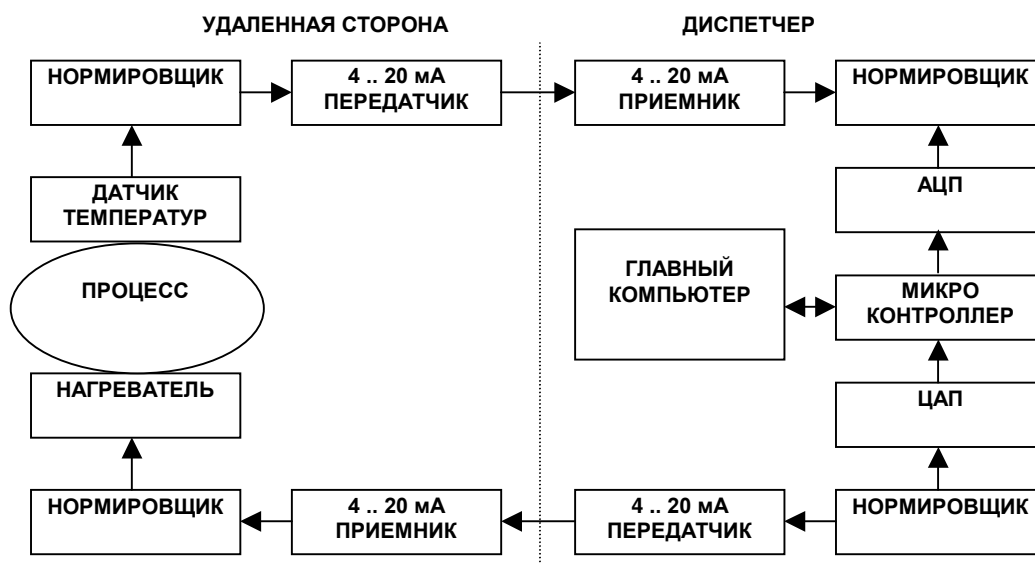 УДАЛЕННАЯ СТОРОНА
ДИСПЕТЧЕР
НОРМИРОВЩИК
4 .. 20 мА
ПЕРЕДАТЧИК
4 .. 20 мА
ПРИЕМНИК
НОРМИРОВЩИК
ДАТЧИК
ТЕМПЕРАТУР
АЦП
ПРОЦЕСС
ГЛАВНЫЙ
КОМПЬЮТЕР
МИКРО
КОНТРОЛЛЕР
НАГРЕВАТЕЛЬ
ЦАП
НОРМИРОВЩИК
4 .. 20 мА
ПРИЕМНИК
4 .. 20 мА
ПЕРЕДАТЧИК
НОРМИРОВЩИК